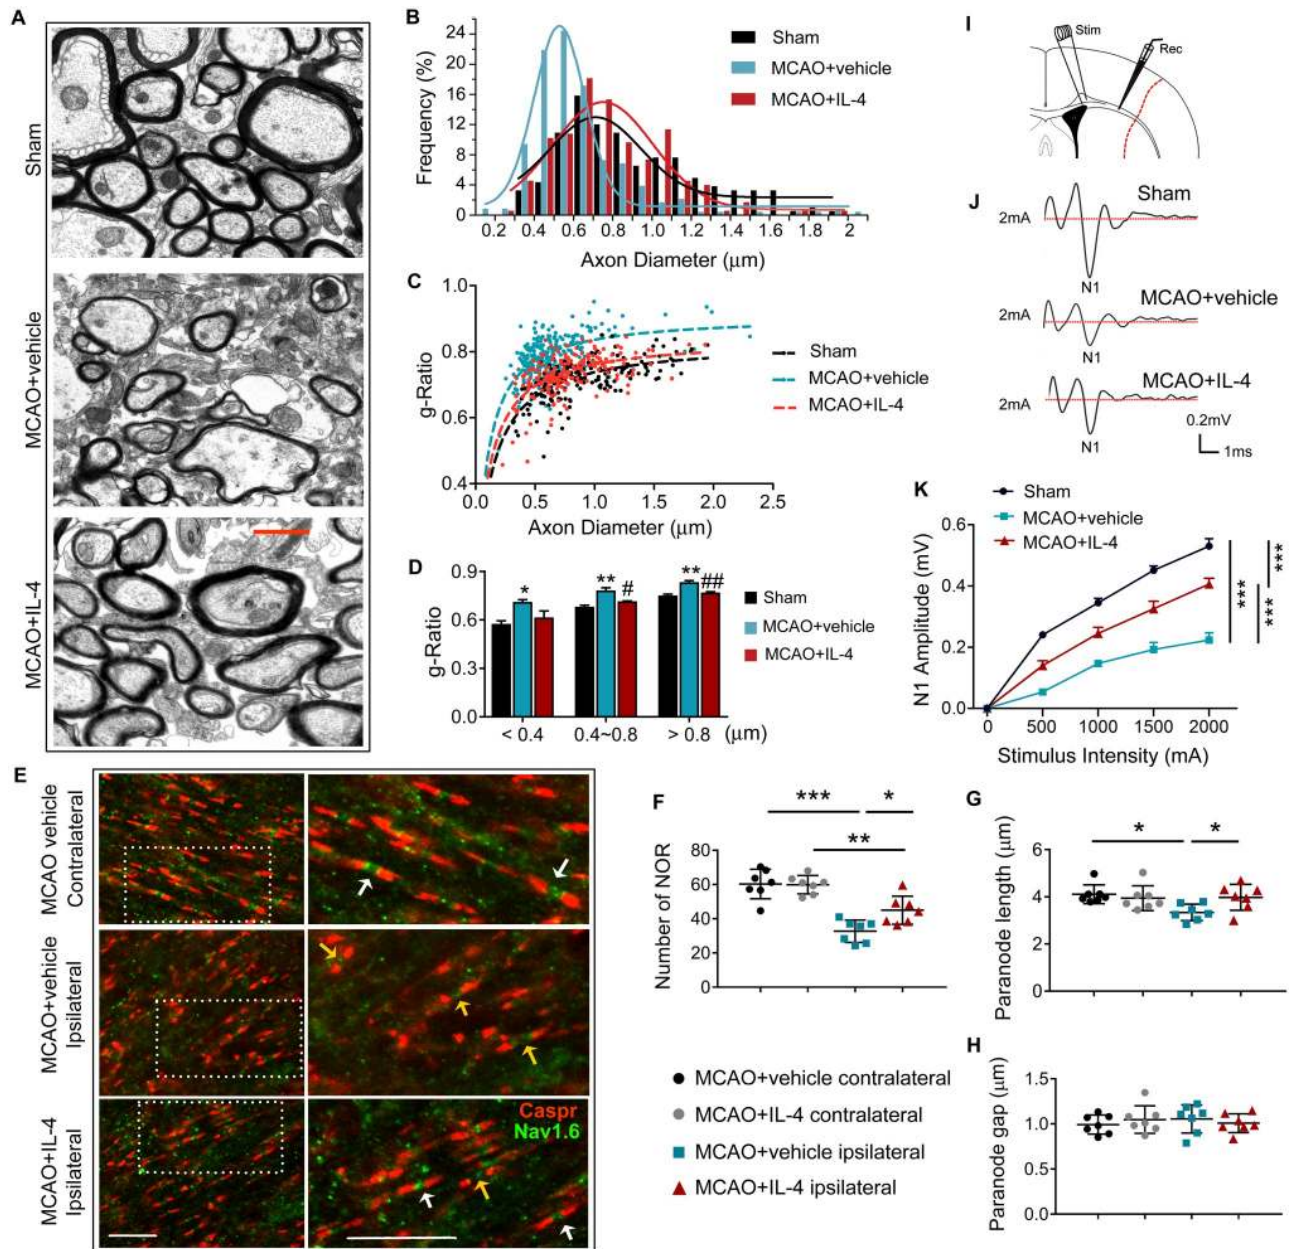 A
Sham
MCAO+vehicle
MCAO+IL-4
B
Frequency (%)
24
20
16
12
8
4
0
0.2 0.4 0.6 0.8 1.0 1.2 1.4 1.6 1.8 2
Axon Diameter (μm)
Sham
MCAO+vehicle
MCAO+IL-4
C
g-Ratio
1.0
0.8
0.6
0.4
0.0 0.5 1.0 1.5 2.0 2.5
Axon Diameter (μm)
Sham
MCAO+vehicle
MCAO+IL-4
D
g-Ratio
0.9
0.6
0.3
0.0
* ** # ** ##
< 0.4 0.4~0.8 > 0.8 (μm)
Sham
MCAO+vehicle
MCAO+IL-4
I
Stim
Rec
J
Sham
2mA
N1
MCAO+vehicle
2mA
N1
MCAO+IL-4
2mA
N1
0.2mV
1ms
K
Sham
MCAO+vehicle
MCAO+IL-4
N1 Amplitude (mV)
0.6
0.4
0.2
0.0
0 500 1000 1500 2000
Stimulus Intensity (mA)
*** *** ***
E
MCAO vehicle
Contralateral
MCAO+vehicle
Ipsilateral
MCAO+IL-4
Ipsilateral
Caspr
Nav1.6
F
*** *
**
Number of NOR
80
60
40
20
0
G
* *
Paranode length (μm)
6
4
2
0
MCAO+vehicle contralateral
MCAO+IL-4 contralateral
MCAO+vehicle ipsilateral
MCAO+IL-4 ipsilateral
H
Paranode gap (μm)
1.5
1.0
0.5
0.0